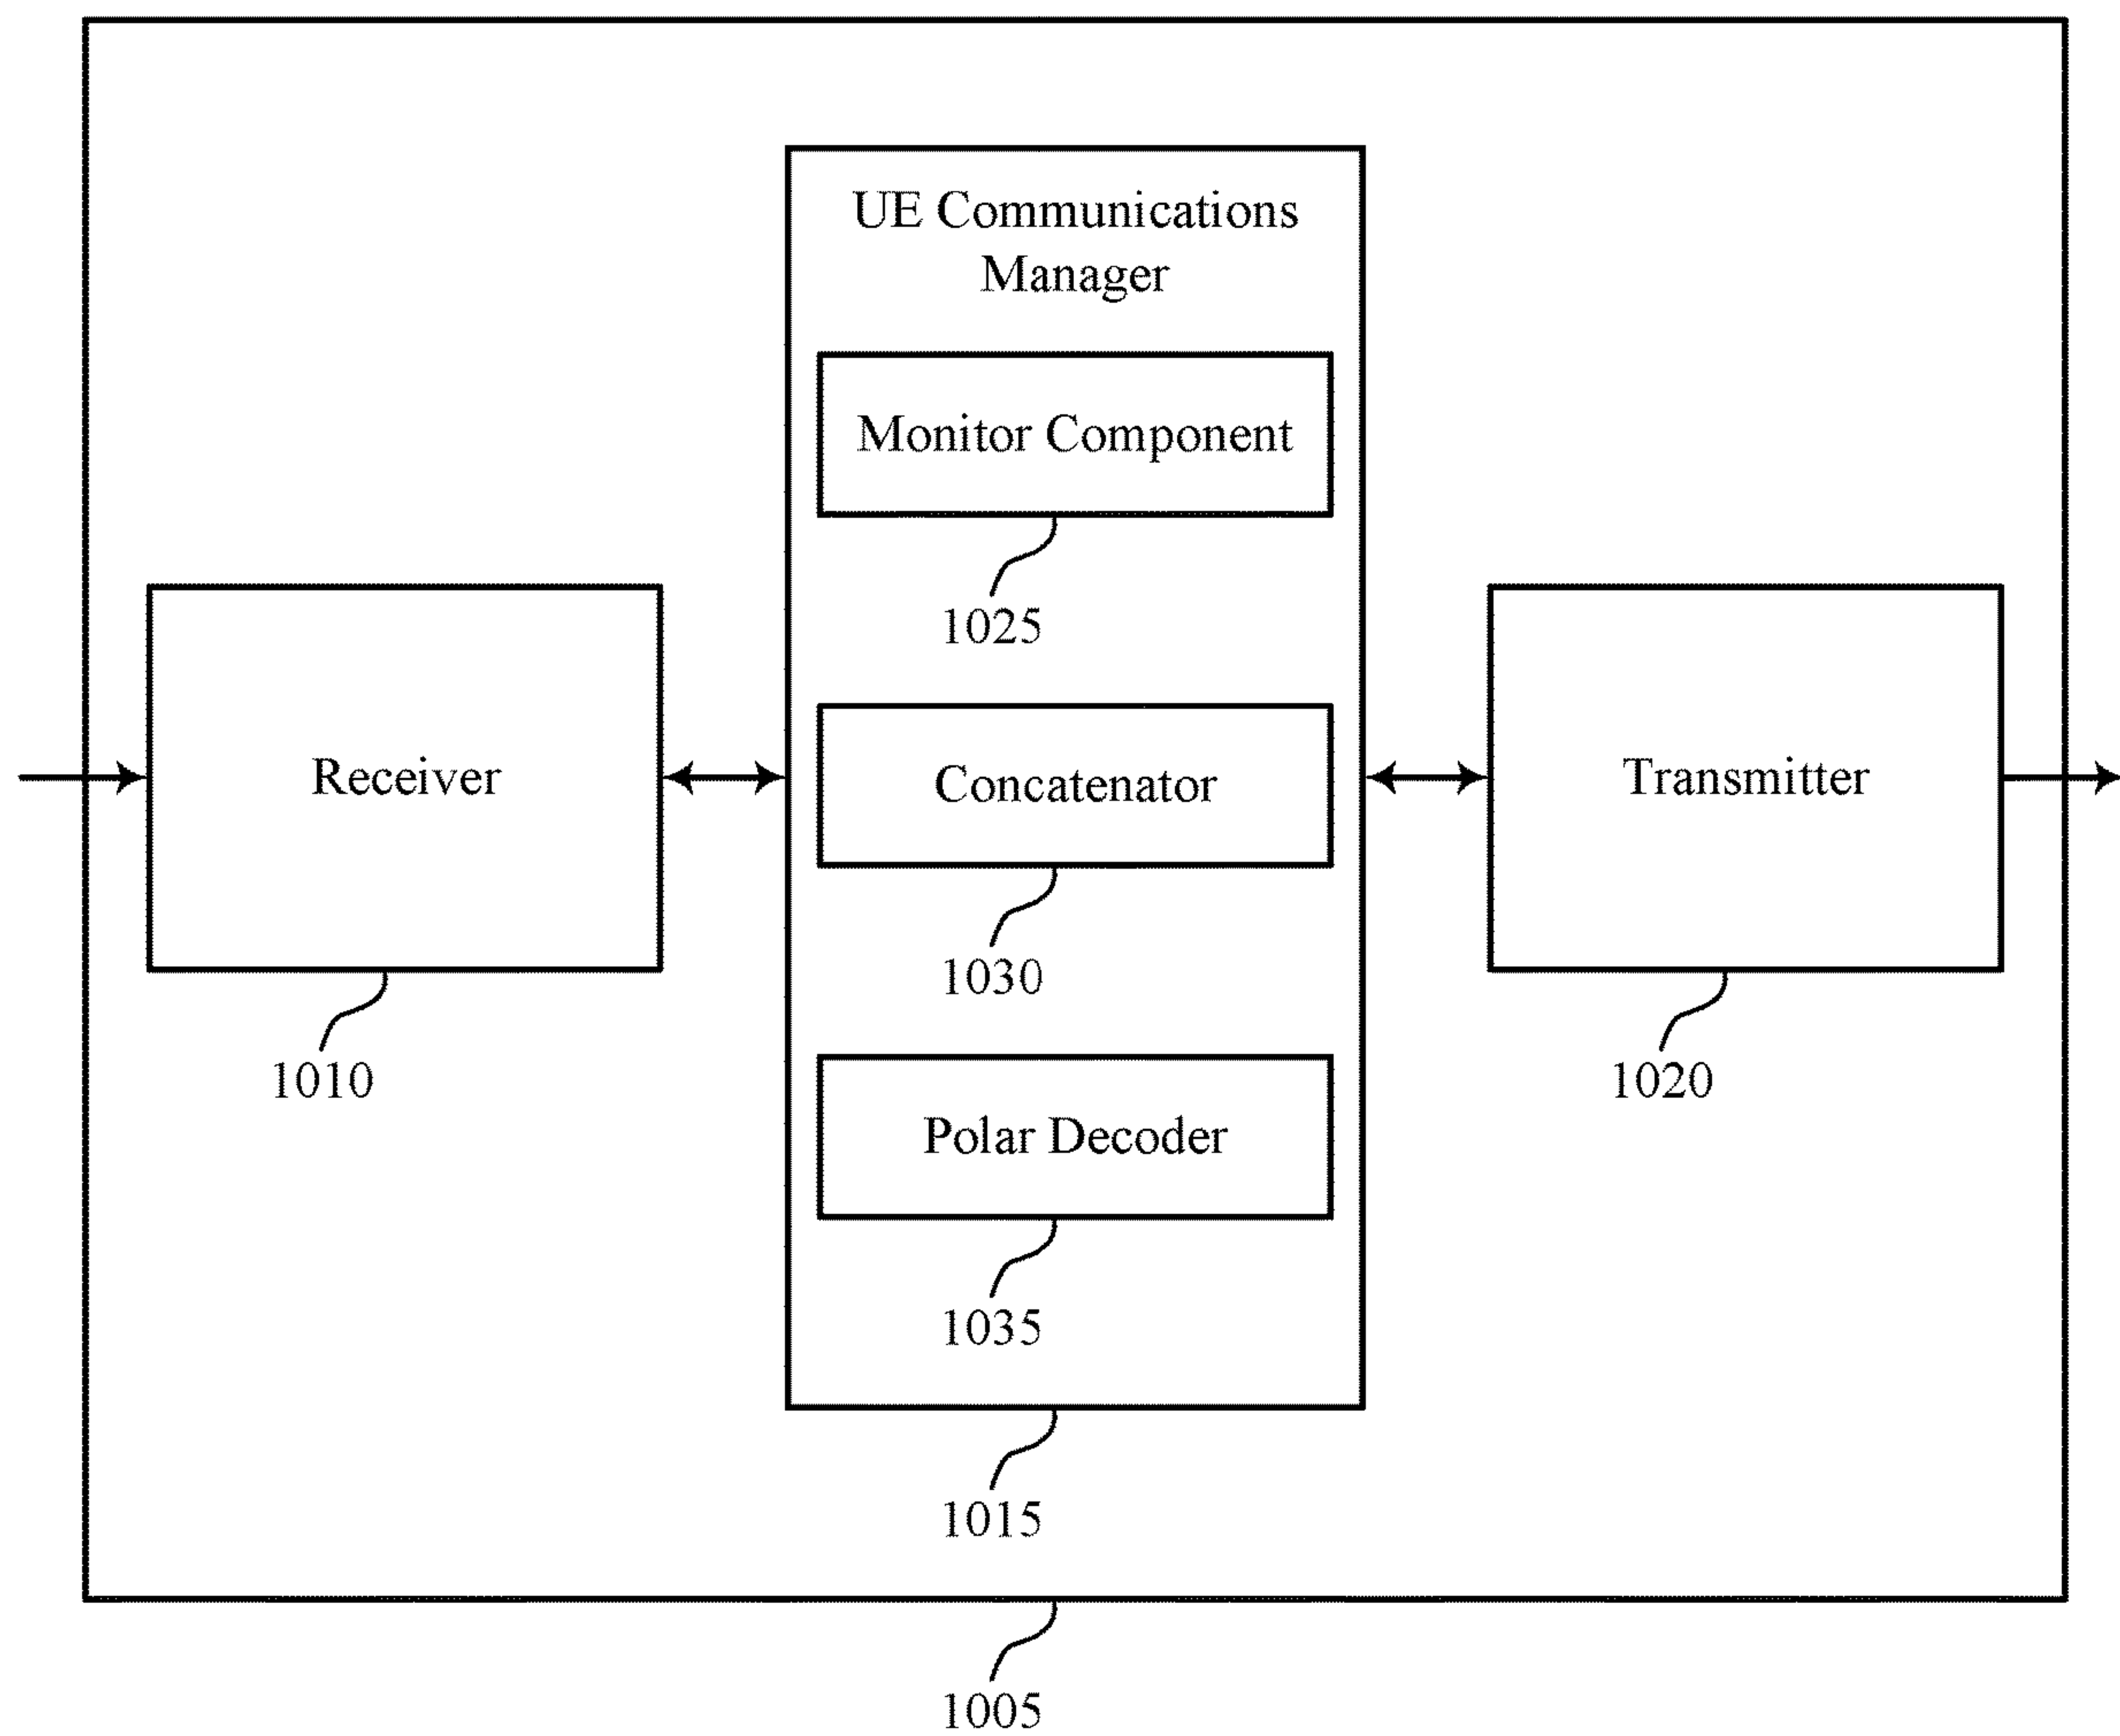 UE Communications
Manager
Monitor Component
1025
Receiver
Concatenator
Transmitter
1030
1010
1020
Polar Decoder
1035
1015
1005